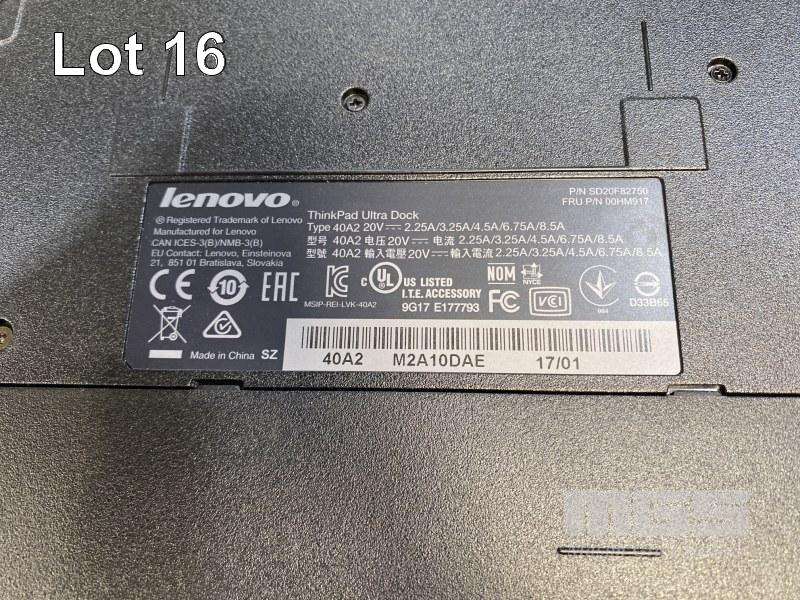 Lot 16
lenovo®
P/N SD20F82750
FRU P/N 00HM917
® Registered Trademark of Lenovo
Manufactured for Lenovo
CAN ICES-3(B)/NMB-3(B)
EU Contact: Lenovo, Einsteinova
21, 851 01 Bratislava, Slovakia
ThinkPad Ultra Dock
Type 40A2 20V⎓ 2.25A/3.25A/4.5A/6.75A/8.5A
型号 40A2 电压 20V⎓ 电流 2.25A/3.25A/4.5A/6.75A/8.5A
型號 40A2 輸入電壓 20V⎓ 輸入電流 2.25A/3.25A/4.5A/6.75A/8.5A
CE 10 EAC
MSIP-REI-LVK-40A2
C UL US LISTED
I.T.E. ACCESSORY
9G17 E177793
NOM
NYCE
FC
VCI
D33B65
Made in China SZ
40A2 M2A10DAE 17/01